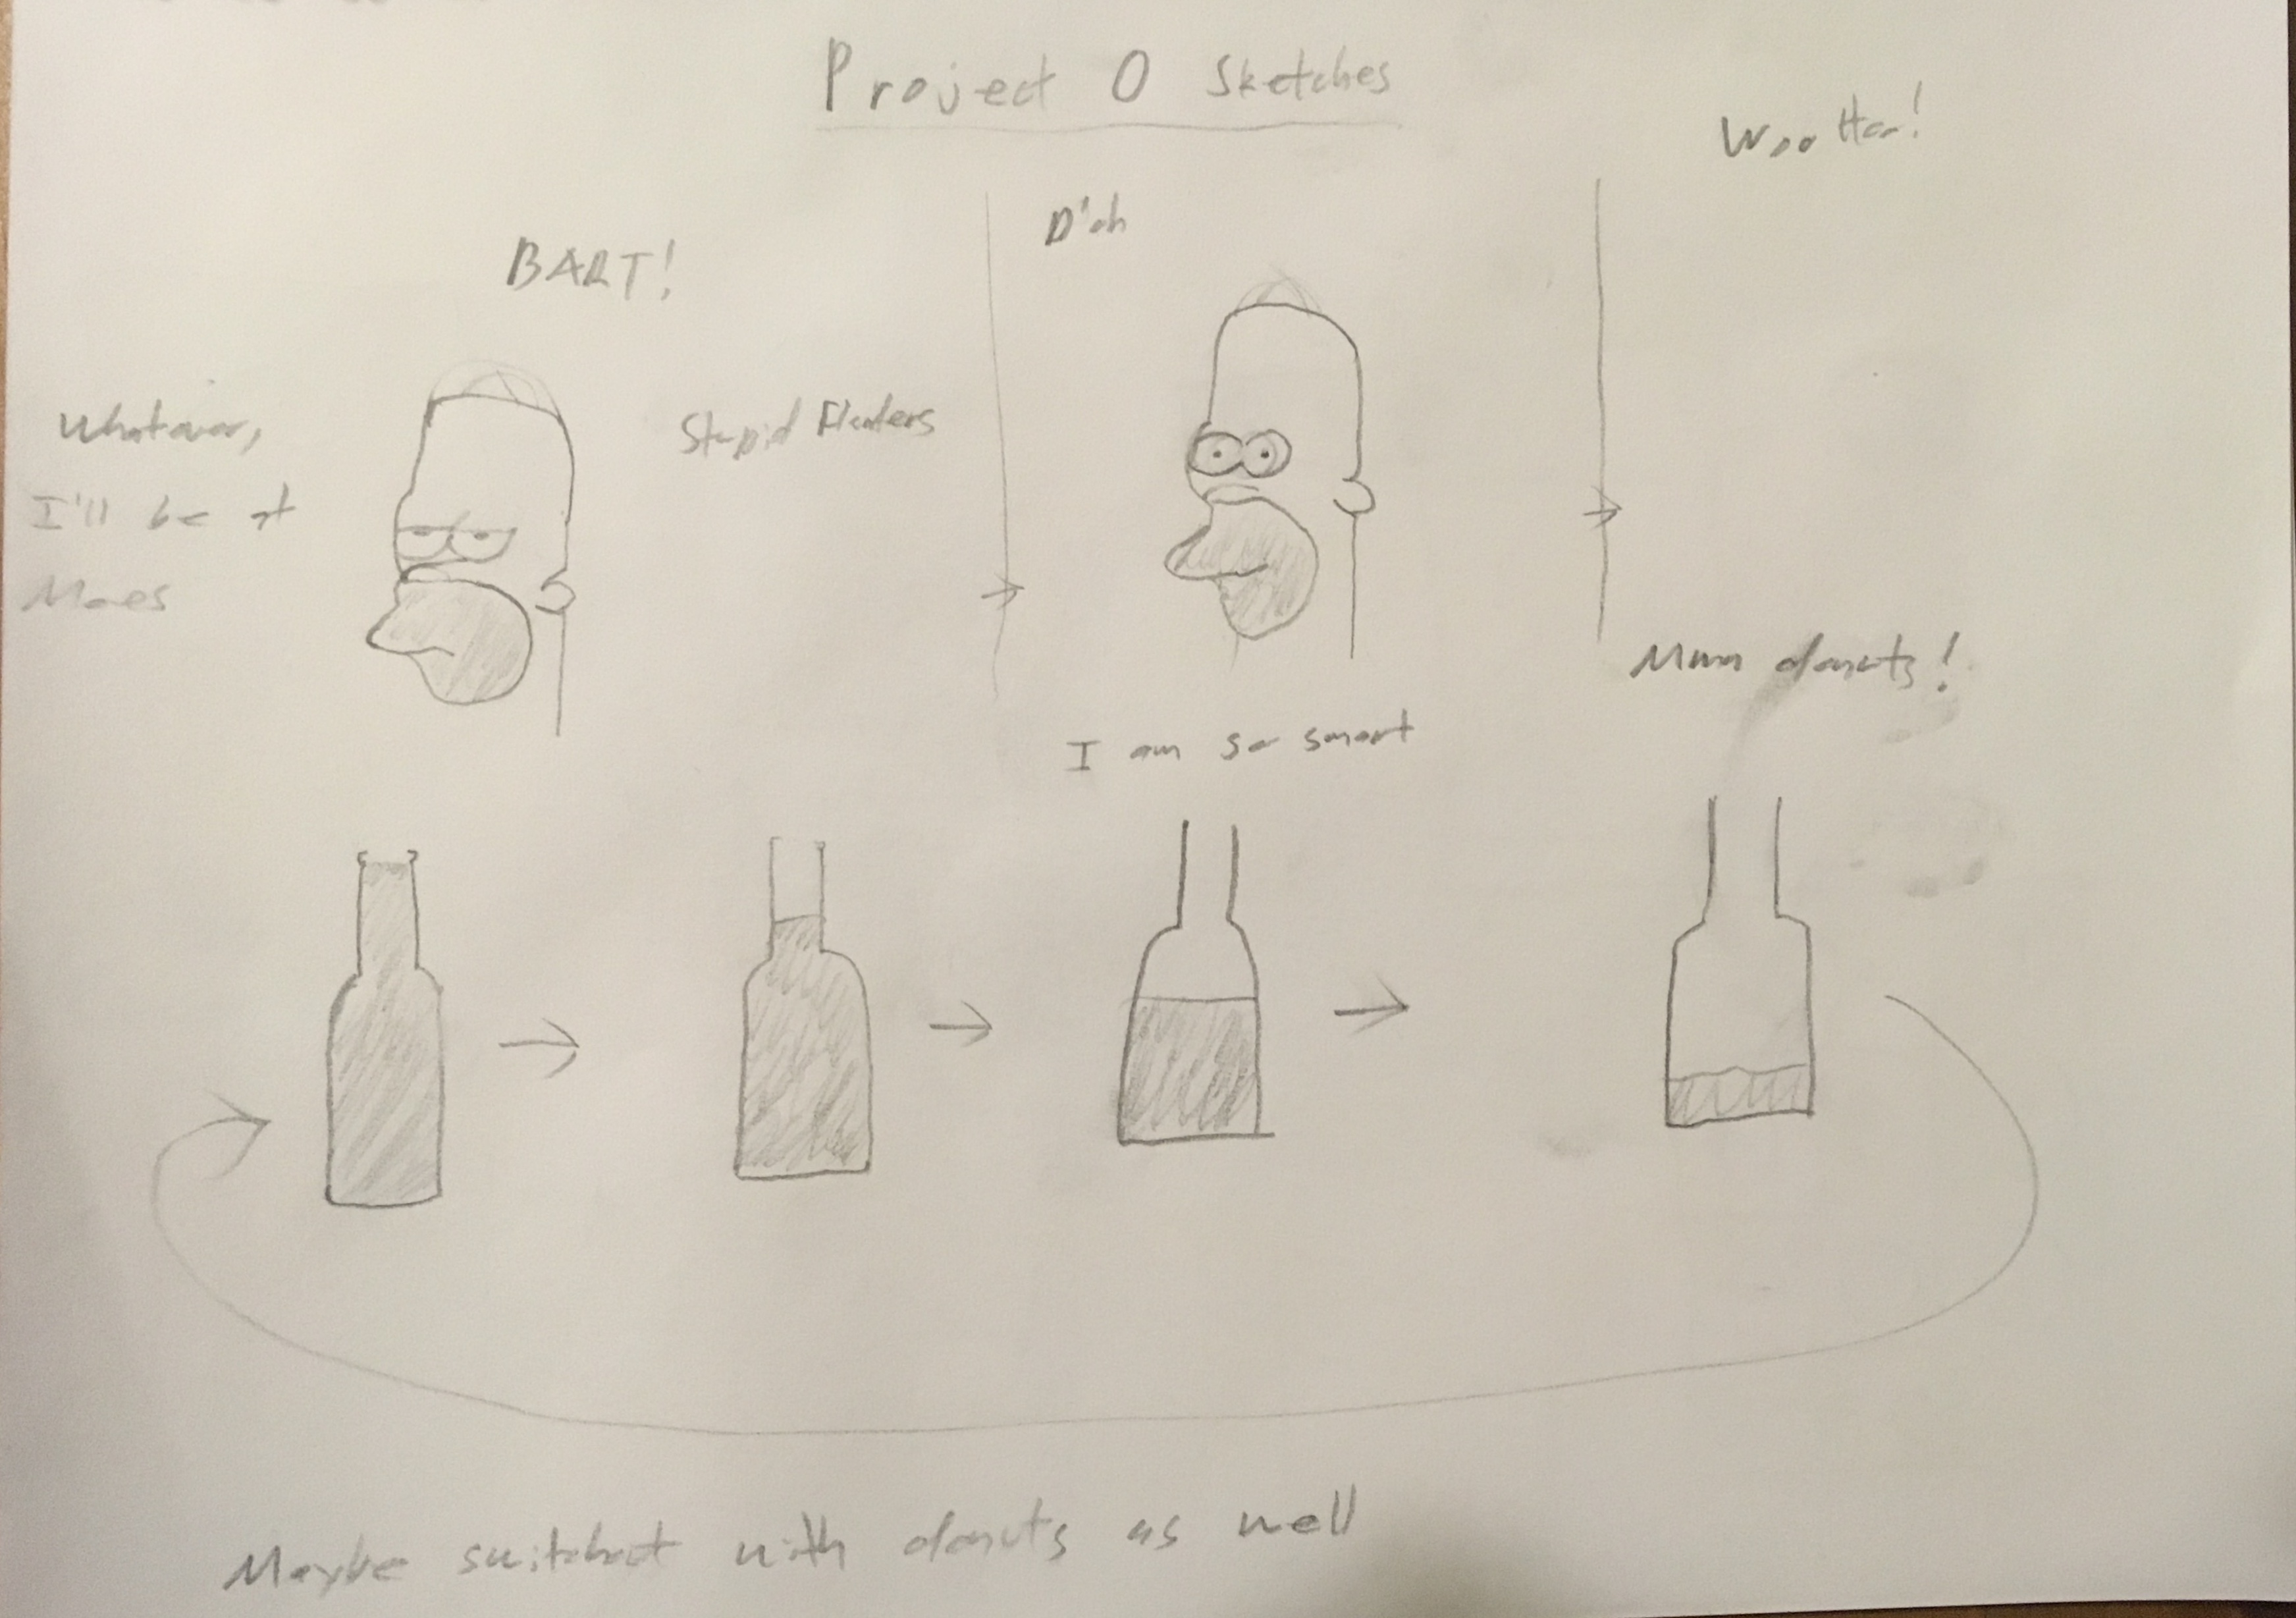 Project 0 Sketches
Woo Hoo!
D'oh
BART!
Whatever,
I'll be at
Moes
Stupid Flanders
Mmm donuts!
I am so smart
Maybe switchout with donuts as well